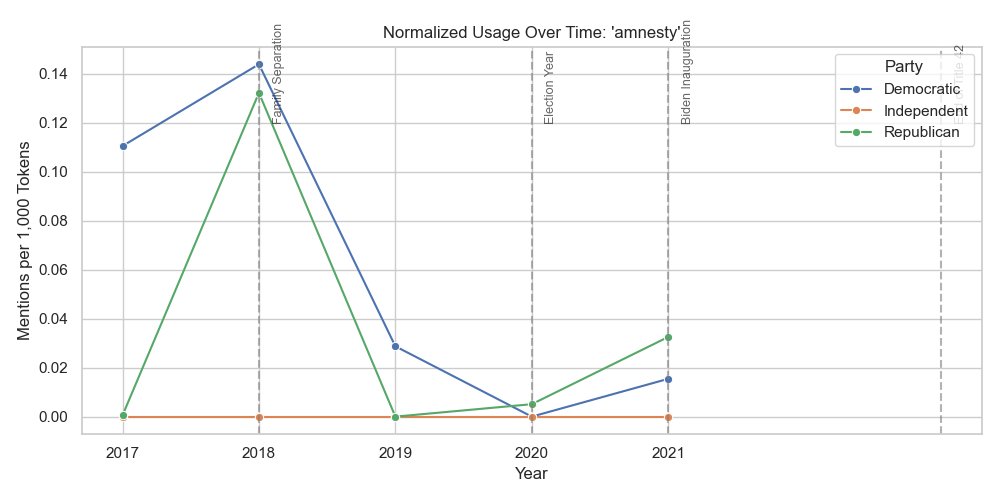 Normalized Usage Over Time: 'amnesty'
Mentions per 1,000 Tokens
0.14
0.12
0.10
0.08
0.06
0.04
0.02
0.00
Family Separation
Election Year
Biden Inauguration
Title 42
Party
Democratic
Independent
Republican
2017
2018
2019
2020
2021
Year